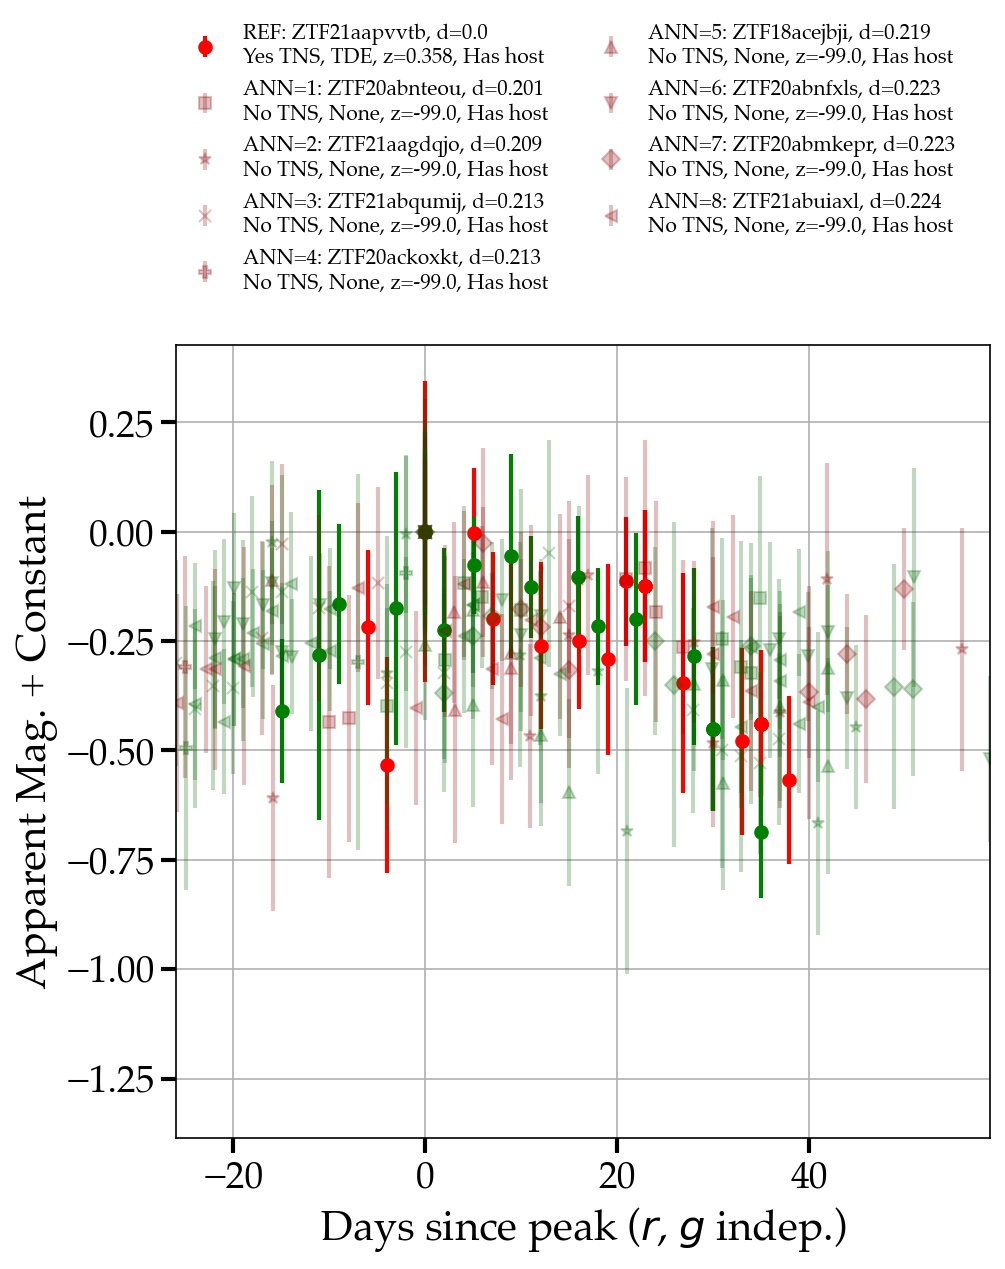 REF: ZTF21aapvvtb, d=0.0
Yes TNS, TDE, z=0.358, Has host
ANN=1: ZTF20abnteou, d=0.201
No TNS, None, z=-99.0, Has host
ANN=2: ZTF21aagdqjo, d=0.209
No TNS, None, z=-99.0, Has host
ANN=3: ZTF21abqumij, d=0.213
No TNS, None, z=-99.0, Has host
ANN=4: ZTF20ackoxkt, d=0.213
No TNS, None, z=-99.0, Has host
ANN=5: ZTF18acejbji, d=0.219
No TNS, None, z=-99.0, Has host
ANN=6: ZTF20abnfxls, d=0.223
No TNS, None, z=-99.0, Has host
ANN=7: ZTF20abmkepr, d=0.223
No TNS, None, z=-99.0, Has host
ANN=8: ZTF21abuiaxl, d=0.224
No TNS, None, z=-99.0, Has host
Apparent Mag. + Constant
0.25
0.00
−0.25
−0.50
−0.75
−1.00
−1.25
−20
0
20
40
Days since peak (r, g indep.)